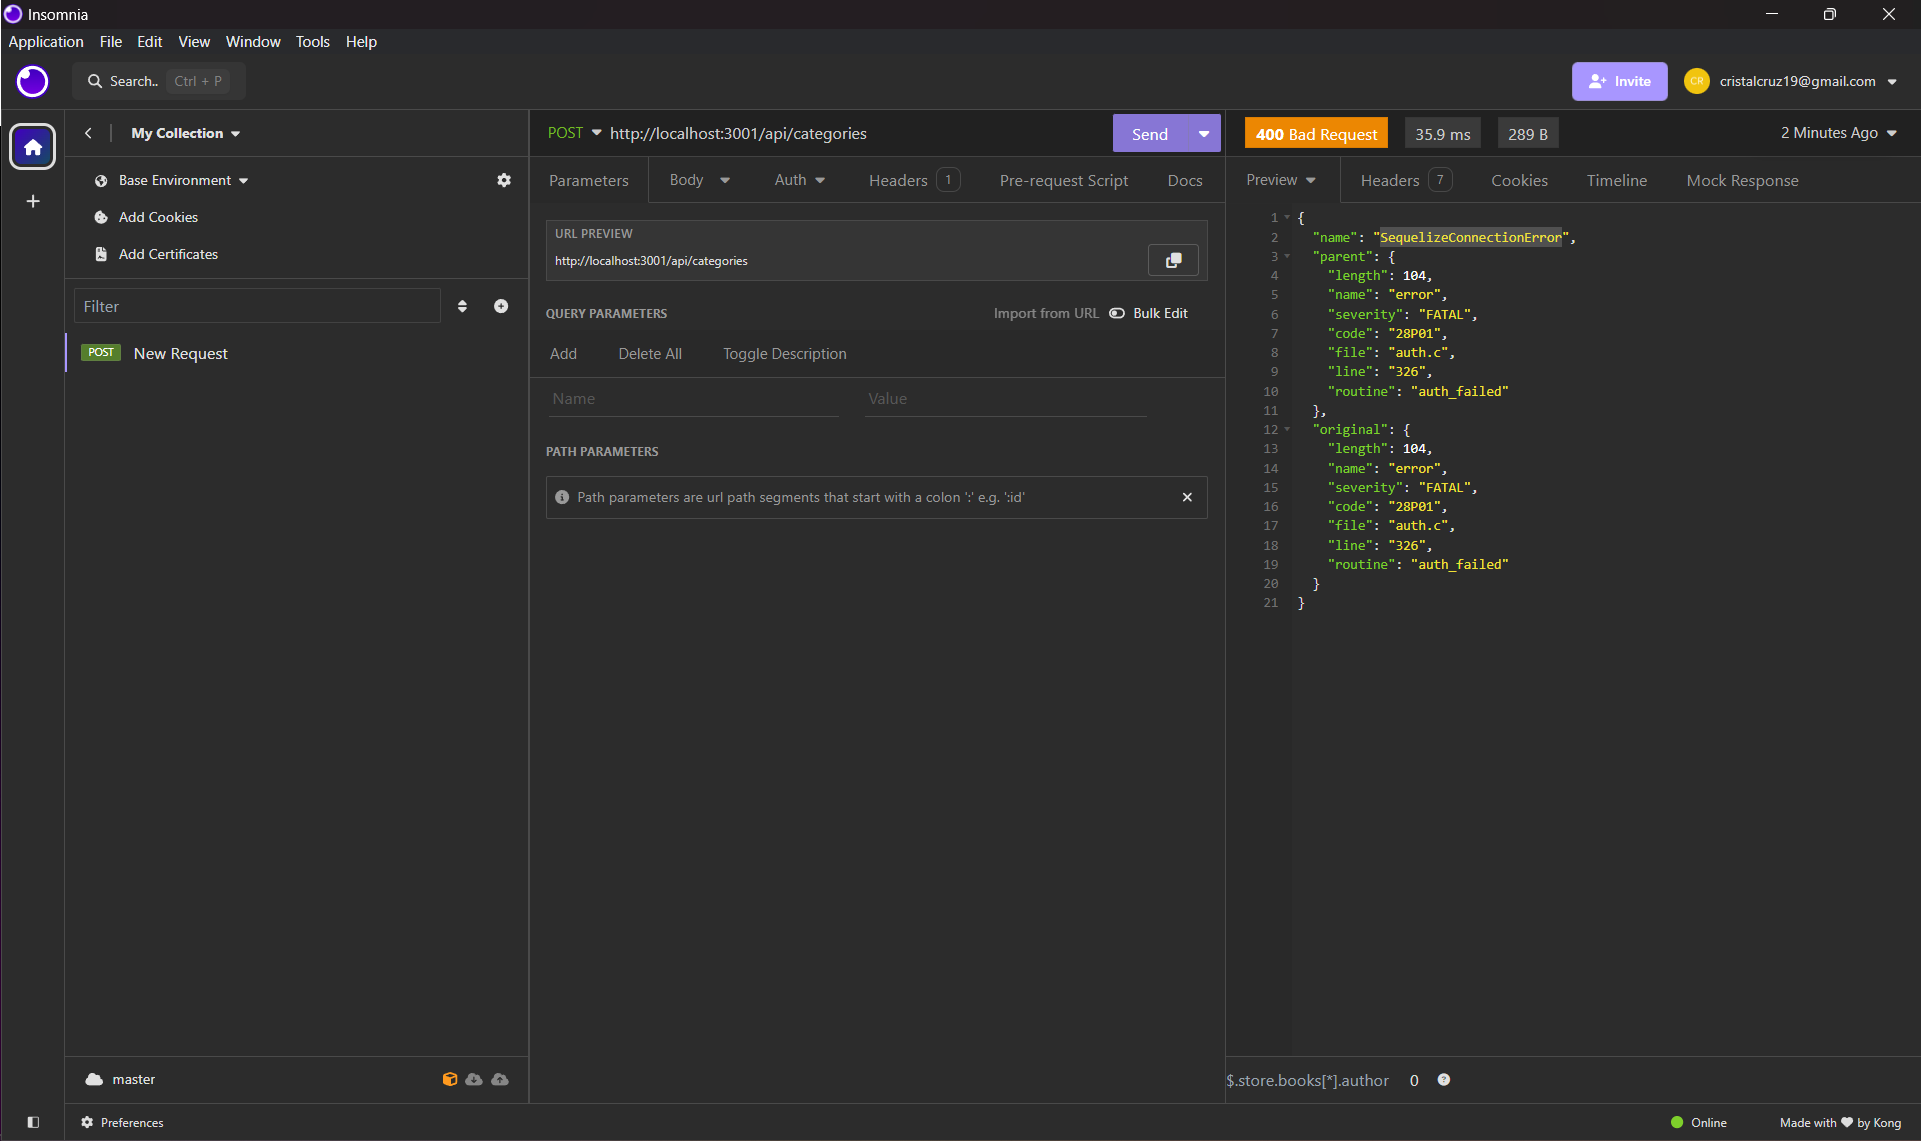 Insomnia
Application File Edit View Window Tools Help
Search.. Ctrl + P
Invite
CR
cristalcruz19@gmail.com
My Collection
Base Environment
Add Cookies
Add Certificates
Filter
POST New Request
master
Preferences
POST http://localhost:3001/api/categories
Send
Parameters Body Auth Headers 1 Pre-request Script Docs
URL PREVIEW
http://localhost:3001/api/categories
QUERY PARAMETERS Import from URL Bulk Edit
Add Delete All Toggle Description
Name Value
PATH PARAMETERS
Path parameters are url path segments that start with a colon ':' e.g. ':id'
400 Bad Request 35.9 ms 289 B 2 Minutes Ago
Preview Headers 7 Cookies Timeline Mock Response
1 {
2 "name": "SequelizeConnectionError",
3 "parent": {
4 "length": 104,
5 "name": "error",
6 "severity": "FATAL",
7 "code": "28P01",
8 "file": "auth.c",
9 "line": "326",
10 "routine": "auth_failed"
11 },
12 "original": {
13 "length": 104,
14 "name": "error",
15 "severity": "FATAL",
16 "code": "28P01",
17 "file": "auth.c",
18 "line": "326",
19 "routine": "auth_failed"
20 }
21 }
$.store.books[*].author 0
Online Made with by Kong